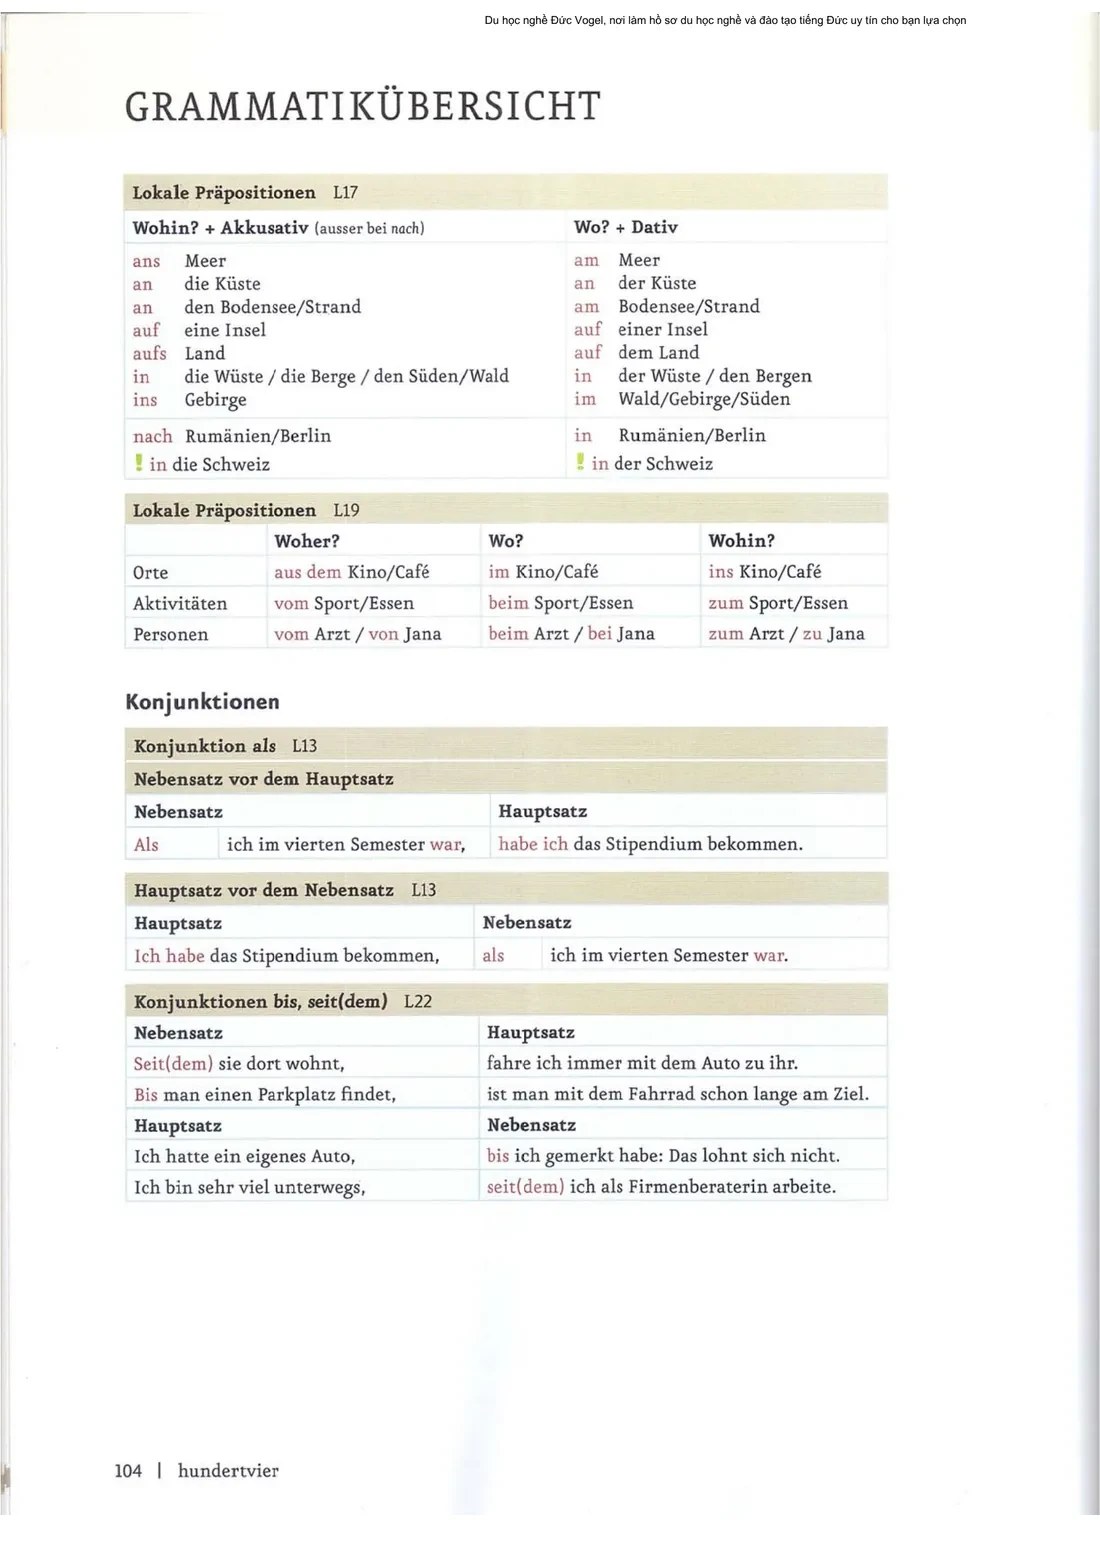 Du học nghề Đức Vogel, nơi làm hồ sơ du học nghề và đào tạo tiếng Đức uy tín cho bạn lựa chọn
GRAMMATIKÜBERSICHT
Lokale Präpositionen L17
Wohin? + Akkusativ (ausser bei nach) Wo? + Dativ
ans Meer am Meer
an die Küste an der Küste
an den Bodensee/Strand am Bodensee/Strand
auf eine Insel auf einer Insel
aufs Land auf dem Land
in die Wüste / die Berge / den Süden/Wald in der Wüste / den Bergen
ins Gebirge im Wald/Gebirge/Süden
nach Rumänien/Berlin in Rumänien/Berlin
! in die Schweiz ! in der Schweiz
Lokale Präpositionen L19
Woher? Wo? Wohin?
Orte aus dem Kino/Café im Kino/Café ins Kino/Café
Aktivitäten vom Sport/Essen beim Sport/Essen zum Sport/Essen
Personen vom Arzt / von Jana beim Arzt / bei Jana zum Arzt / zu Jana
Konjunktionen
Konjunktion als L13
Nebensatz vor dem Hauptsatz
Nebensatz Hauptsatz
Als ich im vierten Semester war, habe ich das Stipendium bekommen.
Hauptsatz vor dem Nebensatz L13
Hauptsatz Nebensatz
Ich habe das Stipendium bekommen, als ich im vierten Semester war.
Konjunktionen bis, seit(dem) L22
Nebensatz Hauptsatz
Seit(dem) sie dort wohnt, fahre ich immer mit dem Auto zu ihr.
Bis man einen Parkplatz findet, ist man mit dem Fahrrad schon lange am Ziel.
Hauptsatz Nebensatz
Ich hatte ein eigenes Auto, bis ich gemerkt habe: Das lohnt sich nicht.
Ich bin sehr viel unterwegs, seit(dem) ich als Firmenberaterin arbeite.
104 | hundertvier